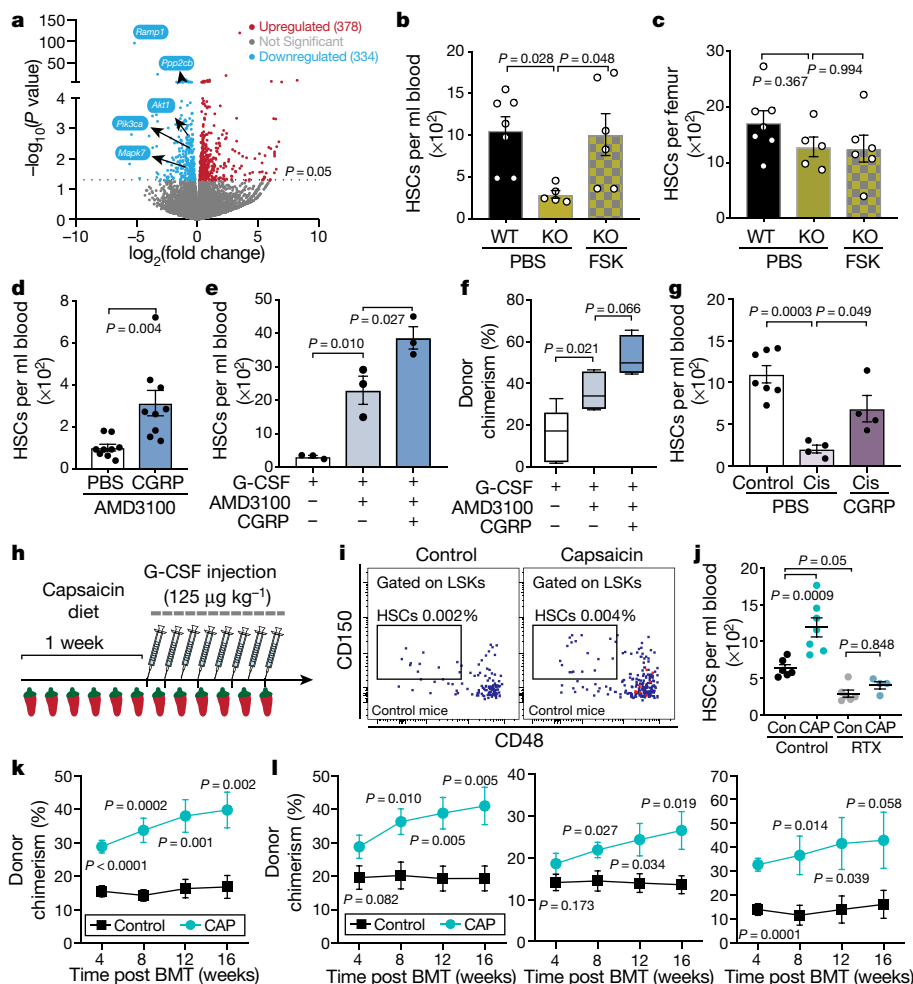 a
Upregulated (378)
Not Significant
Downregulated (334)
Ramp1
Ppp2cb
Akt1
Pik3ca
Mapk7
P = 0.05
150
100
50
4
3
2
1
0
–log10(P value)
−10 −5 0 5 10
log2(fold change)
b
HSCs per ml blood
(×10²)
20
15
10
5
0
P = 0.028 P = 0.048
WT KO KO
PBS FSK
c
HSCs per femur
(×10²)
30
20
10
0
P = 0.367
P = 0.994
WT KO KO
PBS FSK
d
HSCs per ml blood
(×10²)
8
6
4
2
0
P = 0.004
PBS CGRP
AMD3100
e
HSCs per ml blood
(×10²)
50
40
30
20
10
0
P = 0.027
P = 0.010
G-CSF + + +
AMD3100 – + +
CGRP – – +
f
Donor
chimerism (%)
80
60
40
20
0
P = 0.066
P = 0.021
G-CSF + + +
AMD3100 – + +
CGRP – – +
g
HSCs per ml blood
(×10²)
20
15
10
5
0
P = 0.0003 P = 0.049
Control Cis Cis
PBS CGRP
h
Capsaicin
diet
G-CSF injection
(125 μg kg⁻¹)
1 week
i
Control
Gated on LSKs
HSCs 0.002%
Control mice
Capsaicin
Gated on LSKs
HSCs 0.004%
Control mice
CD150
CD48
j
HSCs per ml blood
(×10²)
20
15
10
5
0
P = 0.05
P = 0.0009
P = 0.848
Con CAP Con CAP
Control RTX
k
Donor
chimerism (%)
50
40
30
20
10
0
P = 0.002
P = 0.0002
P = 0.001
P < 0.0001
Control CAP
4 8 12 16
Time post BMT (weeks)
l
Donor
chimerism (%)
50
40
30
20
10
0
P = 0.005
P = 0.010
P = 0.005
P = 0.082
Control CAP
4 8 12 16
Time post BMT (weeks)
40
30
20
10
0
P = 0.019
P = 0.027
P = 0.034
P = 0.173
4 8 12 16
Time post BMT (weeks)
70
60
50
40
30
20
10
0
P = 0.058
P = 0.014
P = 0.039
P = 0.0001
4 8 12 16
Time post BMT (weeks)